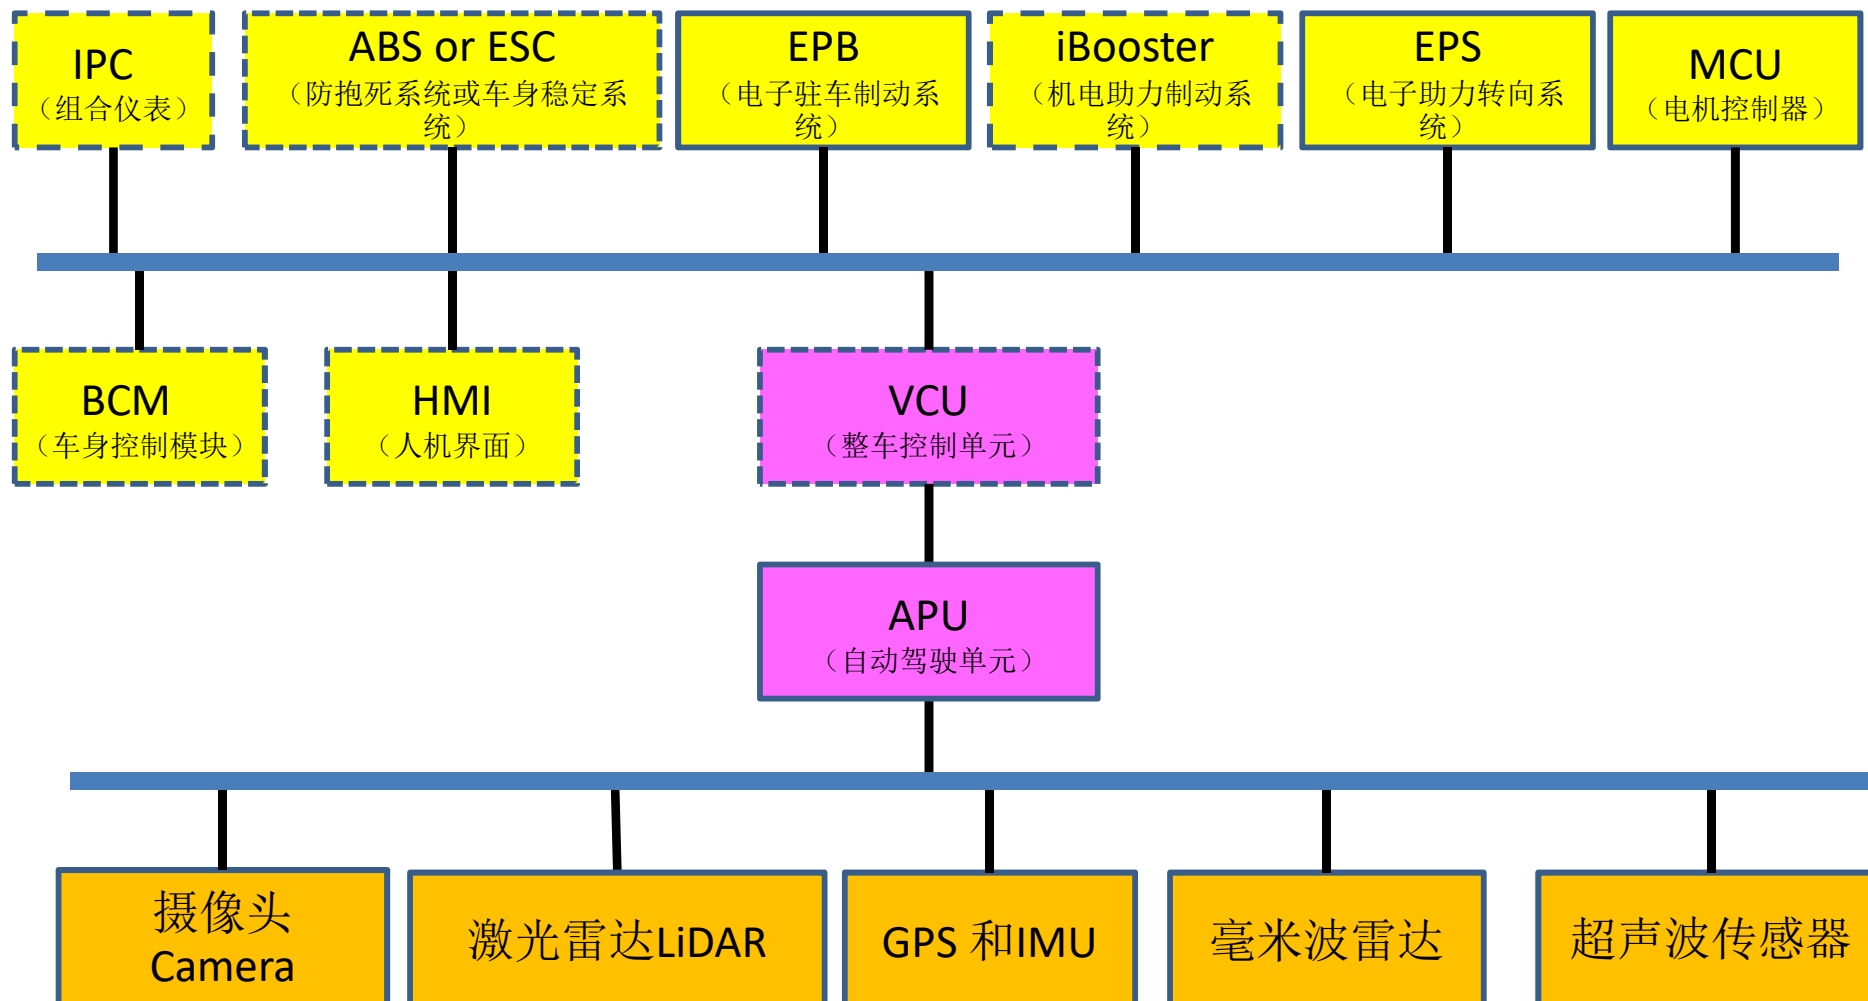 IPC
（组合仪表）
ABS or ESC
（防抱死系统或车身稳定系
统）
EPB
（电子驻车制动系
统）
iBooster
（机电助力制动系
统）
EPS
（电子助力转向系
统）
MCU
（电机控制器）
BCM
（车身控制模块）
HMI
（人机界面）
VCU
（整车控制单元）
APU
（自动驾驶单元）
摄像头
Camera
激光雷达LiDAR
GPS 和IMU
毫米波雷达
超声波传感器